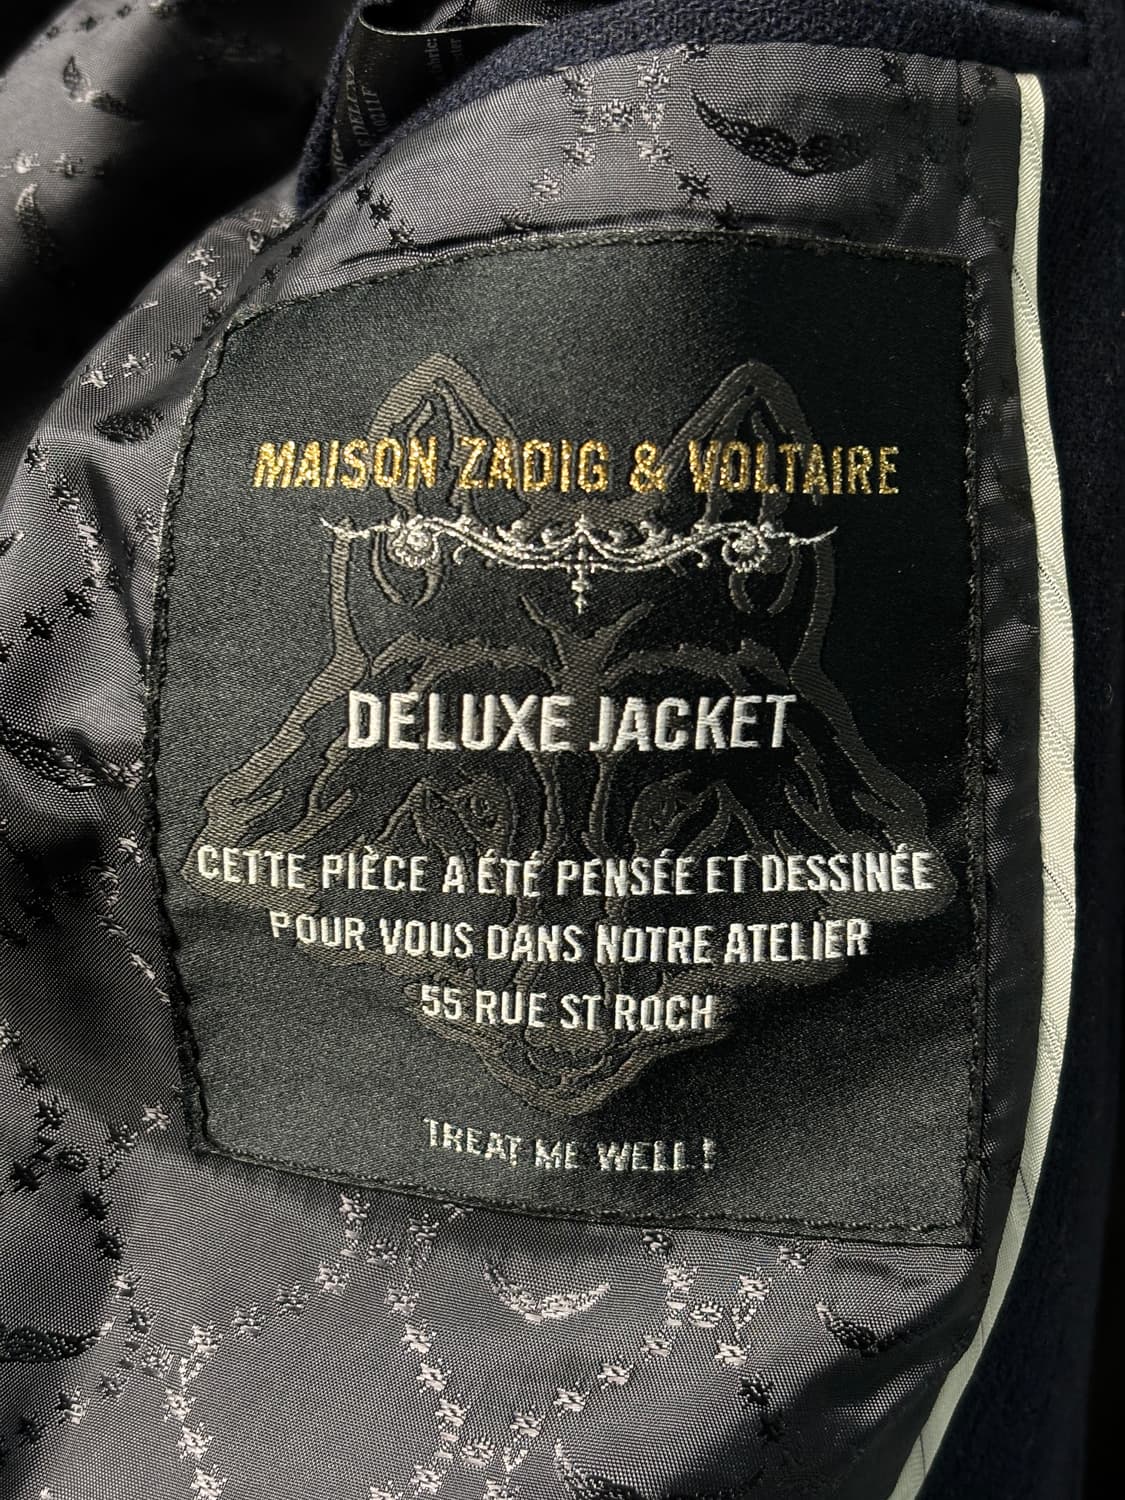 MAISON ZADIG & VOLTAIRE
DELUXE JACKET
CETTE PIÈCE A ÉTÉ PENSÉE ET DESSINÉE
POUR VOUS DANS NOTRE ATELIER
55 RUE ST ROCH
TREAT ME WELL !